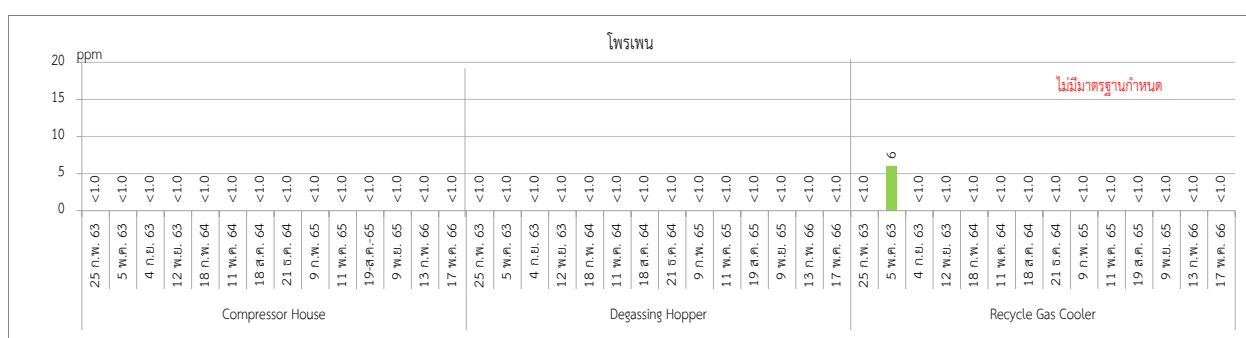 โพรเพน
ppm
20
15
10
5
0
ไม่มีมาตรฐานกำหนด
<1.0 <1.0 <1.0 <1.0 <1.0 <1.0 <1.0 <1.0 <1.0 <1.0 <1.0 <1.0 <1.0 <1.0 <1.0 <1.0 <1.0 <1.0 <1.0 <1.0 <1.0 <1.0 <1.0 <1.0 <1.0 <1.0 <1.0 <1.0 <1.0 6 <1.0 <1.0 <1.0 <1.0 <1.0 <1.0 <1.0 <1.0 <1.0 <1.0 <1.0 <1.0
25 ก.พ. 63
5 พ.ค. 63
4 ก.ย. 63
12 พ.ย. 63
18 ก.พ. 64
11 พ.ค. 64
18 ส.ค. 64
21 ธ.ค. 64
9 ก.พ. 65
11 พ.ค. 65
19-ส.ค.-65
9 พ.ย. 65
13 ก.พ. 66
17 พ.ค. 66
25 ก.พ. 63
5 พ.ค. 63
4 ก.ย. 63
12 พ.ย. 63
18 ก.พ. 64
11 พ.ค. 64
18 ส.ค. 64
21 ธ.ค. 64
9 ก.พ. 65
11 พ.ค. 65
19 ส.ค. 65
9 พ.ย. 65
13 ก.พ. 66
17 พ.ค. 66
25 ก.พ. 63
5 พ.ค. 63
4 ก.ย. 63
12 พ.ย. 63
18 ก.พ. 64
11 พ.ค. 64
18 ส.ค. 64
21 ธ.ค. 64
9 ก.พ. 65
11 พ.ค. 65
19 ส.ค. 65
9 พ.ย. 65
13 ก.พ. 66
17 พ.ค. 66
Compressor House
Degassing Hopper
Recycle Gas Cooler